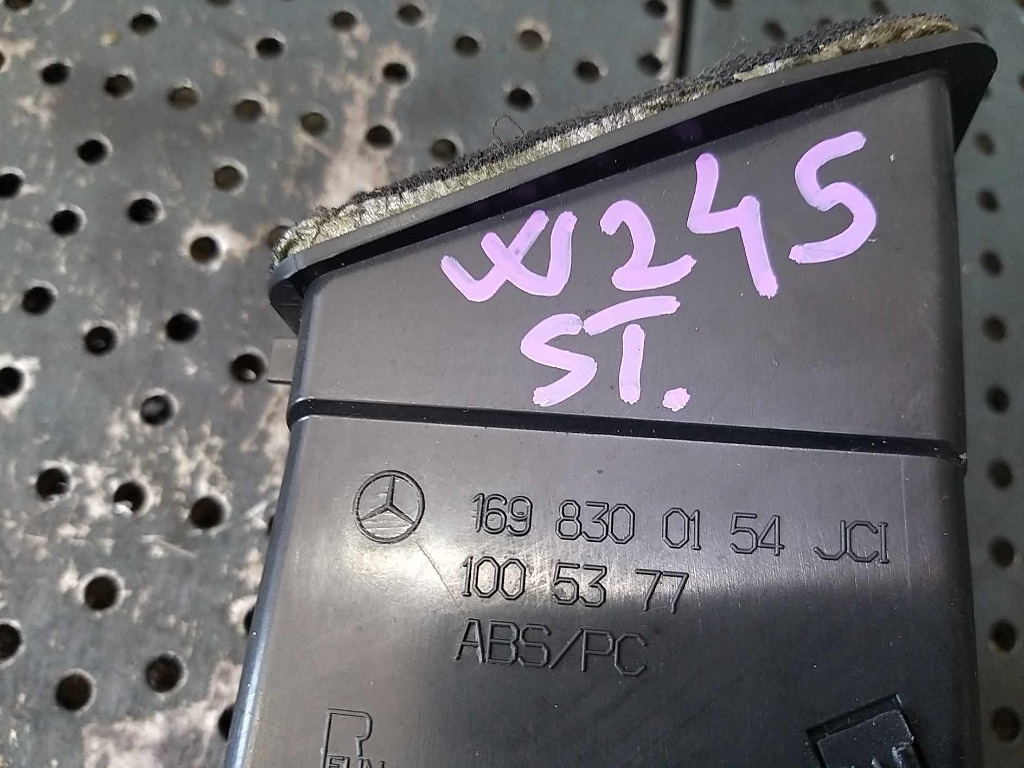 W245
ST.
169 830 01 54 JCI
100 53 77
ABS/PC
R